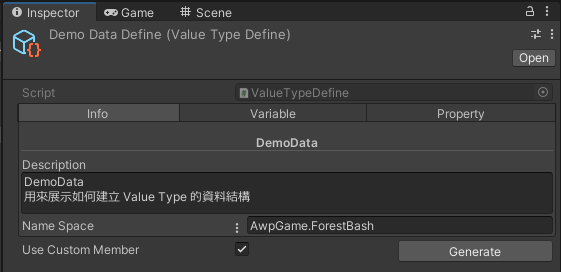 Inspector Game Scene
Demo Data Define (Value Type Define)
Open
Script ValueTypeDefine
Info Variable Property
DemoData
Description
DemoData
用來展示如何建立 Value Type 的資料結構
Name Space AwpGame.ForestBash
Use Custom Member Generate